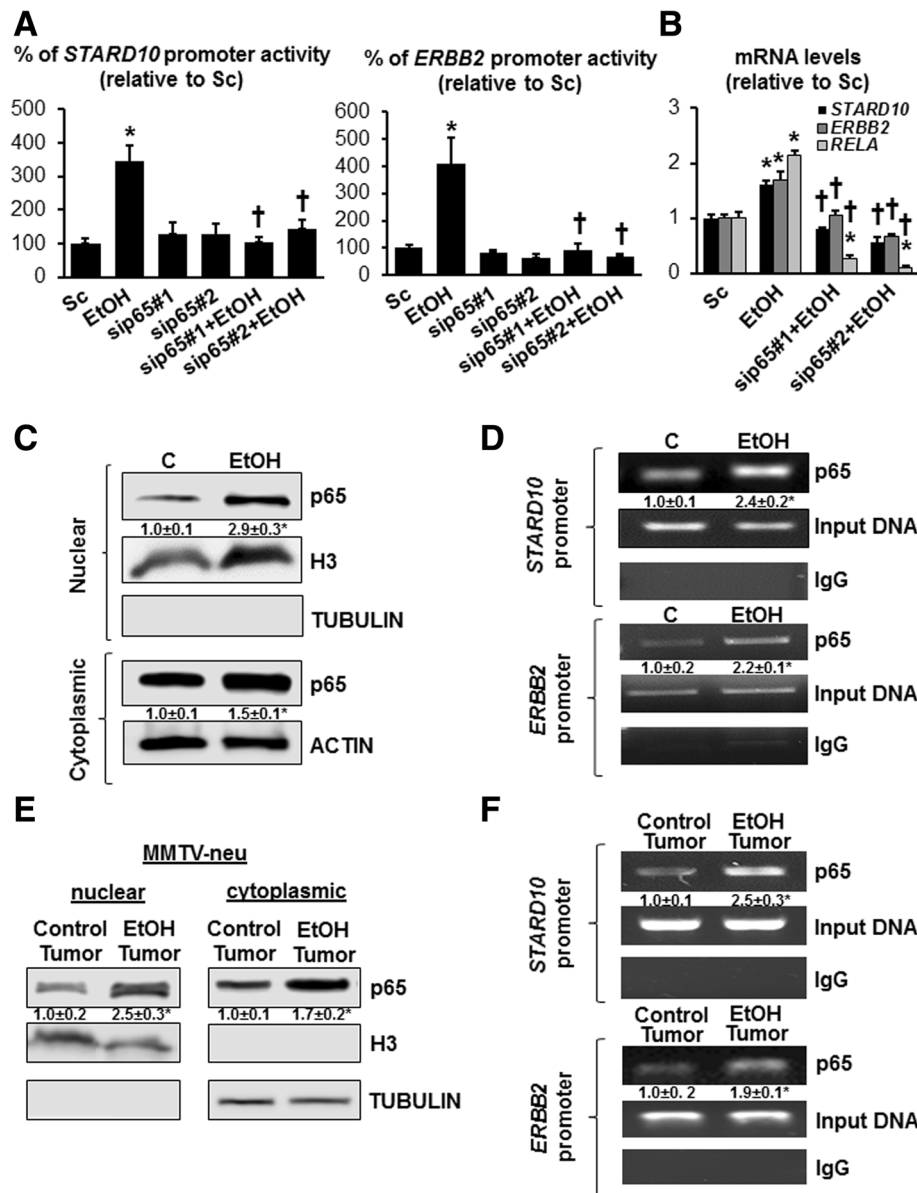 A
% of STARD10 promoter activity
(relative to Sc)
500
400
300
200
100
0
*
†
†
Sc
EtOH
sip65#1
sip65#2
sip65#1+EtOH
sip65#2+EtOH
% of ERBB2 promoter activity
(relative to Sc)
600
500
400
300
200
100
0
*
†
†
Sc
EtOH
sip65#1
sip65#2
sip65#1+EtOH
sip65#2+EtOH
B
mRNA levels
(relative to Sc)
3
2
1
0
STARD10
ERBB2
RELA
* * *
† † † *
† † † *
Sc
EtOH
sip65#1+EtOH
sip65#2+EtOH
C
C EtOH
Nuclear
p65
1.0±0.1 2.9±0.3*
H3
TUBULIN
Cytoplasmic
p65
1.0±0.1 1.5±0.1*
ACTIN
D
C EtOH
STARD10
promoter
p65
1.0±0.1 2.4±0.2*
Input DNA
IgG
C EtOH
ERBB2
promoter
p65
1.0±0.2 2.2±0.1*
Input DNA
IgG
E
MMTV-neu
nuclear cytoplasmic
Control EtOH Control EtOH
Tumor Tumor Tumor Tumor
p65
1.0±0.2 2.5±0.3* 1.0±0.1 1.7±0.2*
H3
TUBULIN
F
Control EtOH
Tumor Tumor
STARD10
promoter
p65
1.0±0.1 2.5±0.3*
Input DNA
IgG
Control EtOH
Tumor Tumor
ERBB2
promoter
p65
1.0±0. 2 1.9±0.1*
Input DNA
IgG